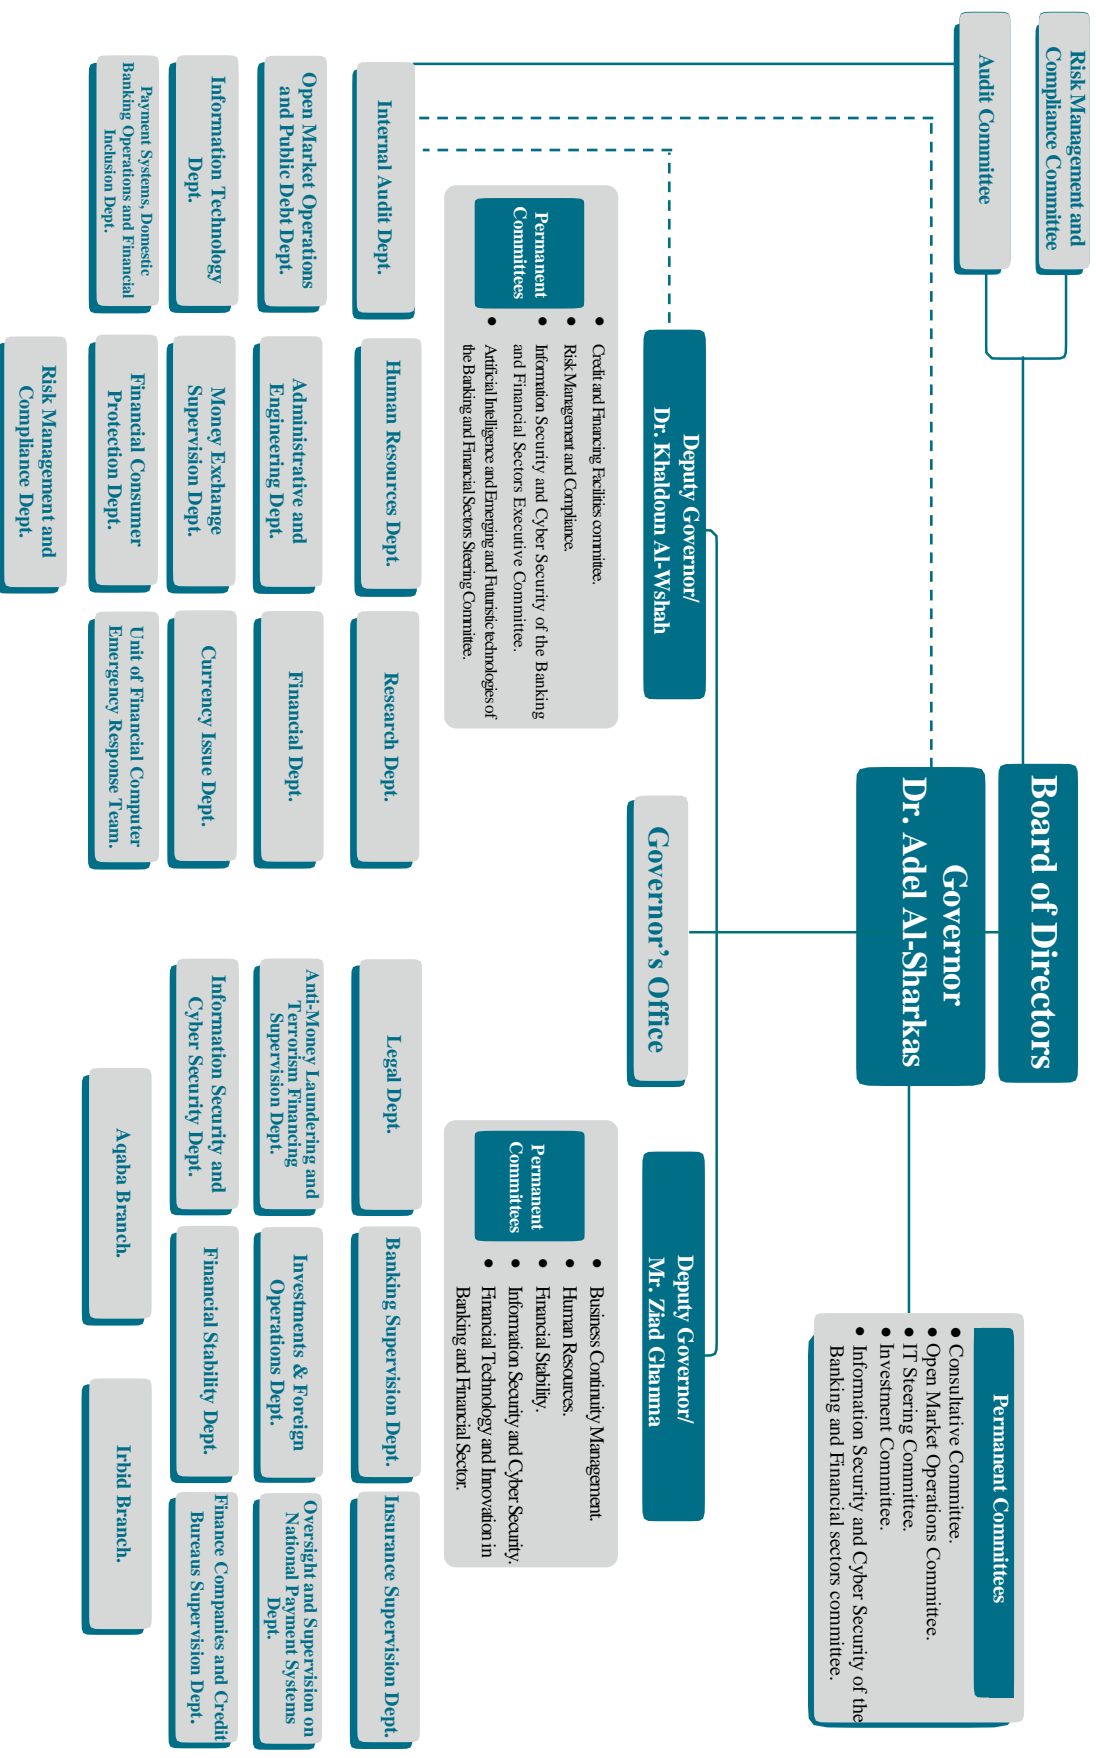 Risk Management and
Compliance Committee
Audit Committee
Board of Directors
Governor
Dr. Adel Al-Sharkas
Permanent Committees
● Consultative Committee.
● Open Market Operations Committee.
● IT Steering Committee.
● Investment Committee.
● Information Security and Cyber Security of the
Banking and Financial sectors committee.
Deputy Governor/
Dr. Khaldoun Al-Wshah
Governor's Office
Deputy Governor/
Mr. Ziad Ghanma
Permanent
Committees
● Credit and Financing Facilities committee.
● Risk Management and Compliance.
● Information Security and Cyber Security of the Banking
and Financial Sectors Executive Committee.
● Artificial Intelligence and Emerging and Futuristic technologies of
the Banking and Financial Sectors Steering Committee.
Permanent
Committees
● Business Continuity Management.
● Human Resources.
● Financial Stability.
● Information Security and Cyber Security.
● Financial Technology and Innovation in
Banking and Financial Sector.
Internal Audit Dept.
Human Resources Dept.
Research Dept.
Legal Dept.
Banking Supervision Dept.
Insurance Supervision Dept.
Open Market Operations
and Public Debt Dept.
Administrative and
Engineering Dept.
Financial Dept.
Anti-Money Laundering and
Terrorism Financing
Supervision Dept.
Investments & Foreign
Operations Dept.
Oversight and Supervision on
National Payment Systems
Dept.
Information Technology
Dept.
Money Exchange
Supervision Dept.
Currency Issue Dept.
Information Security and
Cyber Security Dept.
Financial Stability Dept.
Finance Companies and Credit
Bureaus Supervision Dept.
Payment Systems, Domestic
Banking Operations and Financial
Inclusion Dept.
Financial Consumer
Protection Dept.
Unit of Financial Computer
Emergency Response Team.
Aqaba Branch.
Irbid Branch.
Risk Management and
Compliance Dept.